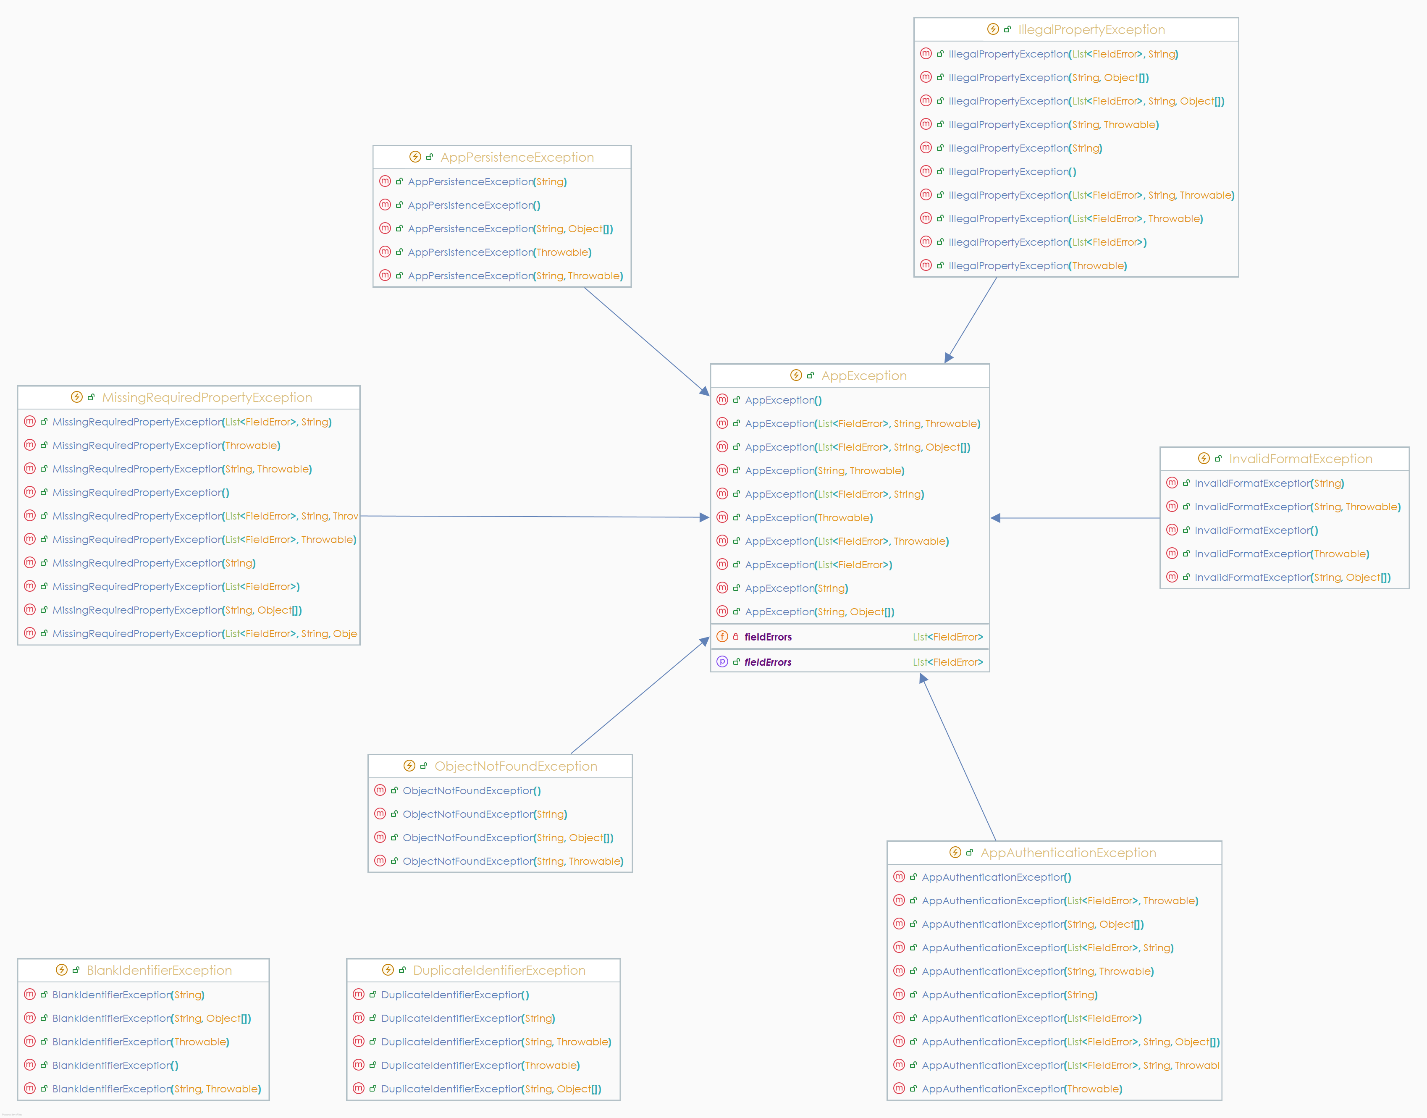 IllegalPropertyException
IllegalPropertyException(List<FieldError>, String)
IllegalPropertyException(String, Object[])
IllegalPropertyException(List<FieldError>, String, Object[])
IllegalPropertyException(String, Throwable)
IllegalPropertyException(String)
IllegalPropertyException()
IllegalPropertyException(List<FieldError>, String, Throwable)
IllegalPropertyException(List<FieldError>, Throwable)
IllegalPropertyException(List<FieldError>)
IllegalPropertyException(Throwable)
AppPersistenceException
AppPersistenceException(String)
AppPersistenceException()
AppPersistenceException(String, Object[])
AppPersistenceException(Throwable)
AppPersistenceException(String, Throwable)
AppException
AppException()
AppException(List<FieldError>, String, Throwable)
AppException(List<FieldError>, String, Object[])
AppException(String, Throwable)
AppException(List<FieldError>, String)
AppException(Throwable)
AppException(List<FieldError>, Throwable)
AppException(List<FieldError>)
AppException(String)
AppException(String, Object[])
fieldErrors List<FieldError>
fieldErrors List<FieldError>
MissingRequiredPropertyException
MissingRequiredPropertyException(List<FieldError>, String)
MissingRequiredPropertyException(Throwable)
MissingRequiredPropertyException(String, Throwable)
MissingRequiredPropertyException()
MissingRequiredPropertyException(List<FieldError>, String, Throw
MissingRequiredPropertyException(List<FieldError>, Throwable)
MissingRequiredPropertyException(String)
MissingRequiredPropertyException(List<FieldError>)
MissingRequiredPropertyException(String, Object[])
MissingRequiredPropertyException(List<FieldError>, String, Obje
InvalidFormatException
InvalidFormatException(String)
InvalidFormatException(String, Throwable)
InvalidFormatException()
InvalidFormatException(Throwable)
InvalidFormatException(String, Object[])
ObjectNotFoundException
ObjectNotFoundException()
ObjectNotFoundException(String)
ObjectNotFoundException(String, Object[])
ObjectNotFoundException(String, Throwable)
AppAuthenticationException
AppAuthenticationException()
AppAuthenticationException(List<FieldError>, Throwable)
AppAuthenticationException(String, Object[])
AppAuthenticationException(List<FieldError>, String)
AppAuthenticationException(String, Throwable)
AppAuthenticationException(String)
AppAuthenticationException(List<FieldError>)
AppAuthenticationException(List<FieldError>, String, Object[])
AppAuthenticationException(List<FieldError>, String, Throwabl
AppAuthenticationException(Throwable)
BlankIdentifierException
BlankIdentifierException(String)
BlankIdentifierException(String, Object[])
BlankIdentifierException(Throwable)
BlankIdentifierException()
BlankIdentifierException(String, Throwable)
DuplicateIdentifierException
DuplicateIdentifierException()
DuplicateIdentifierException(String)
DuplicateIdentifierException(String, Throwable)
DuplicateIdentifierException(Throwable)
DuplicateIdentifierException(String, Object[])